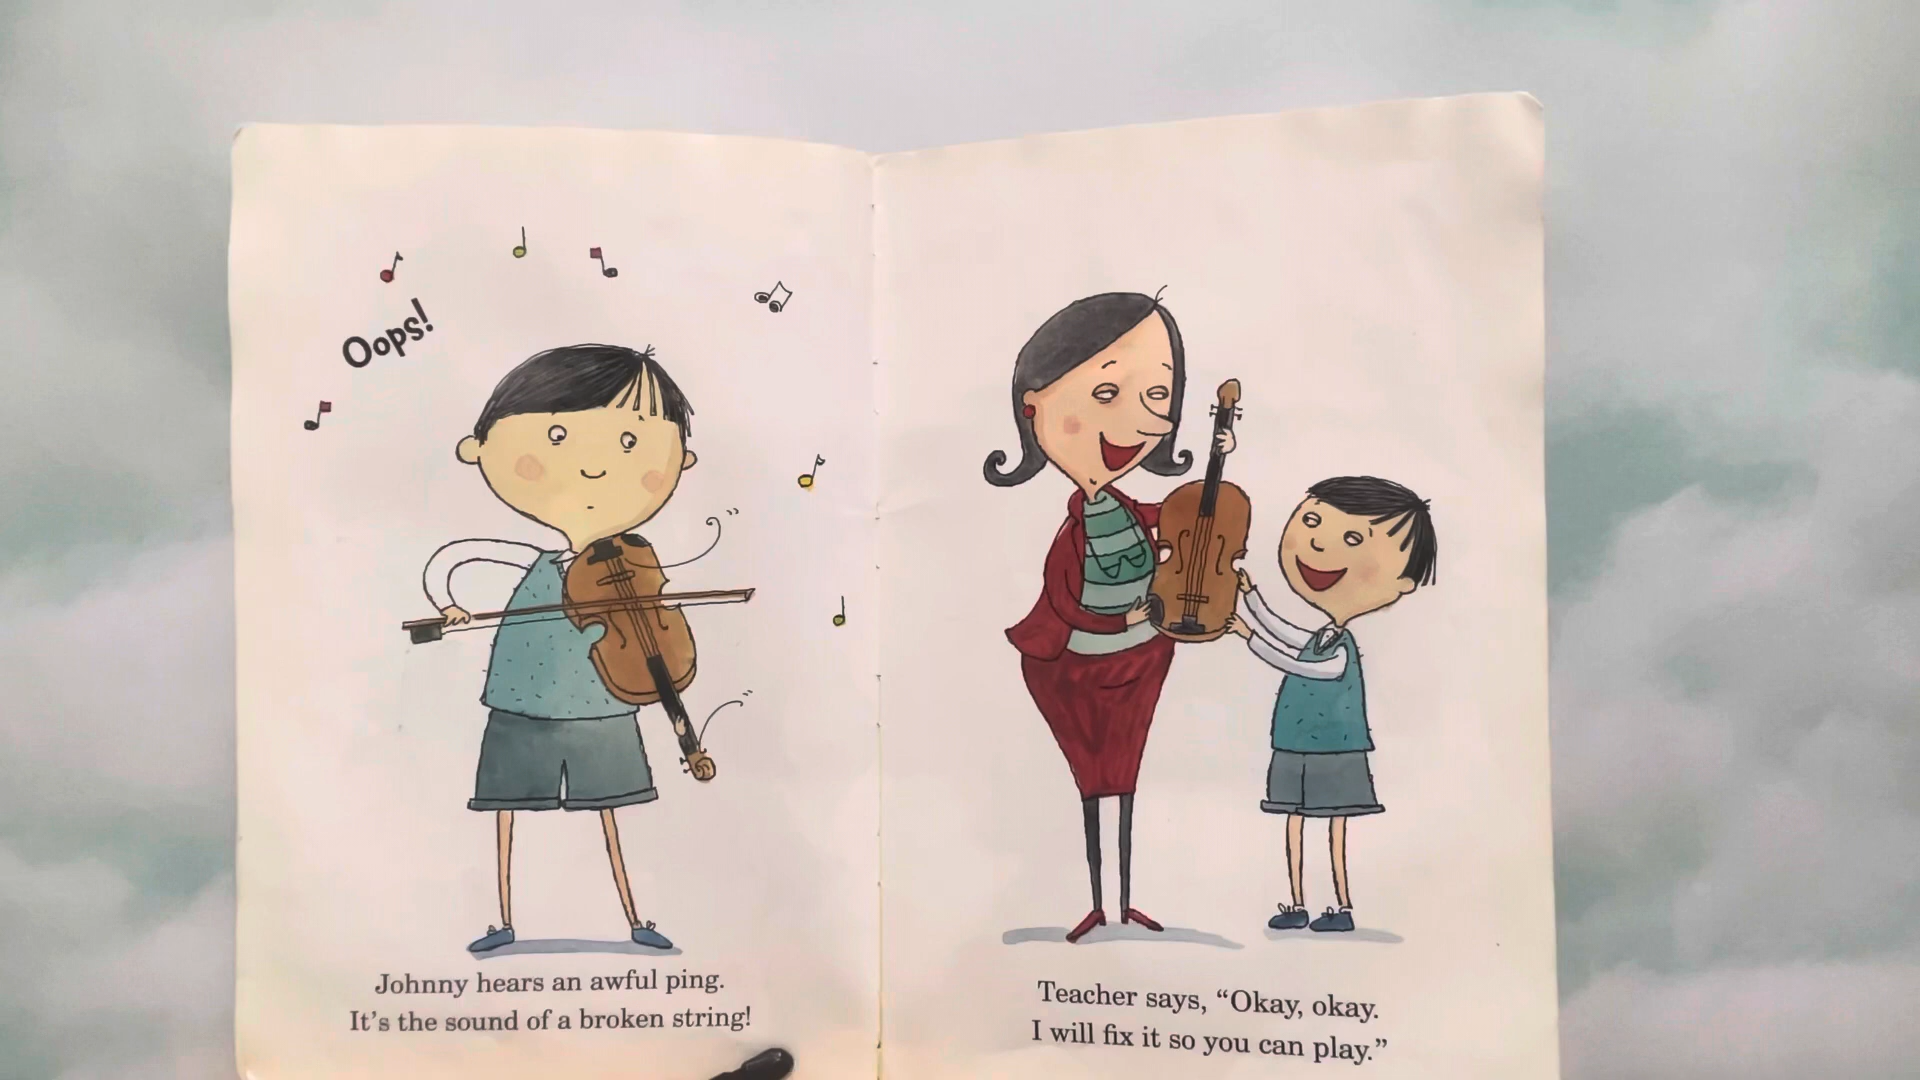 Oops!
Johnny hears an awful ping.
It's the sound of a broken string!
Teacher says, “Okay, okay.
I will fix it so you can play.”